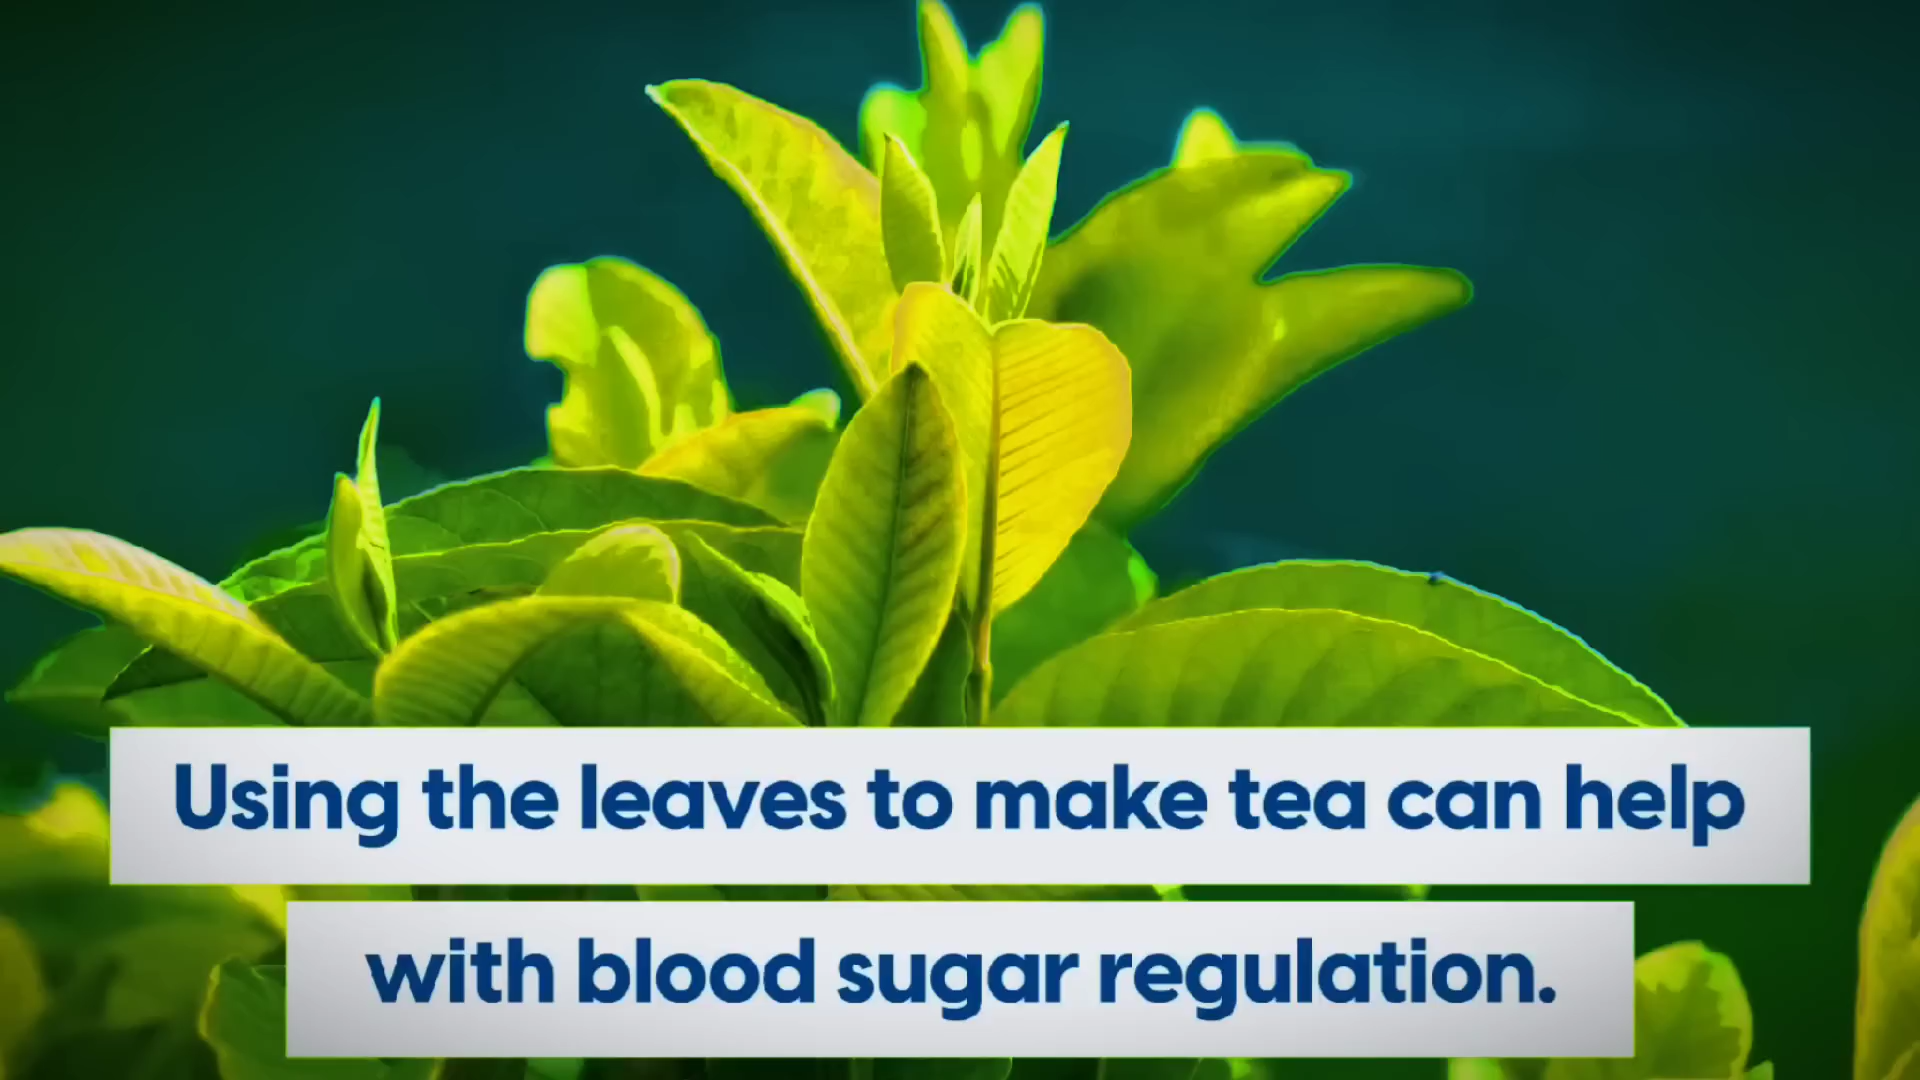 Using the leaves to make tea can help
with blood sugar regulation.